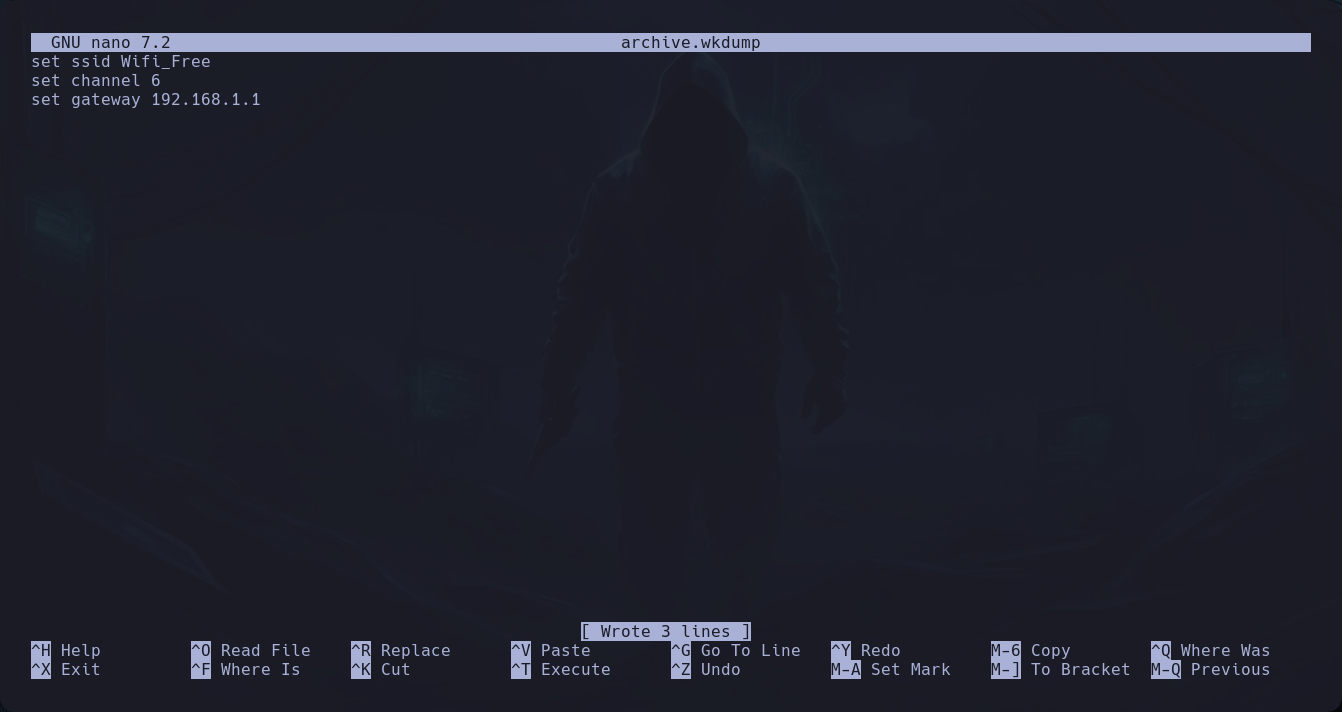 GNU nano 7.2 archive.wkdump
set ssid Wifi_Free
set channel 6
set gateway 192.168.1.1
[ Wrote 3 lines ]
^H Help ^O Read File ^R Replace ^V Paste ^G Go To Line ^Y Redo M-6 Copy ^Q Where Was
^X Exit ^F Where Is ^K Cut ^T Execute ^Z Undo M-A Set Mark M-] To Bracket M-Q Previous